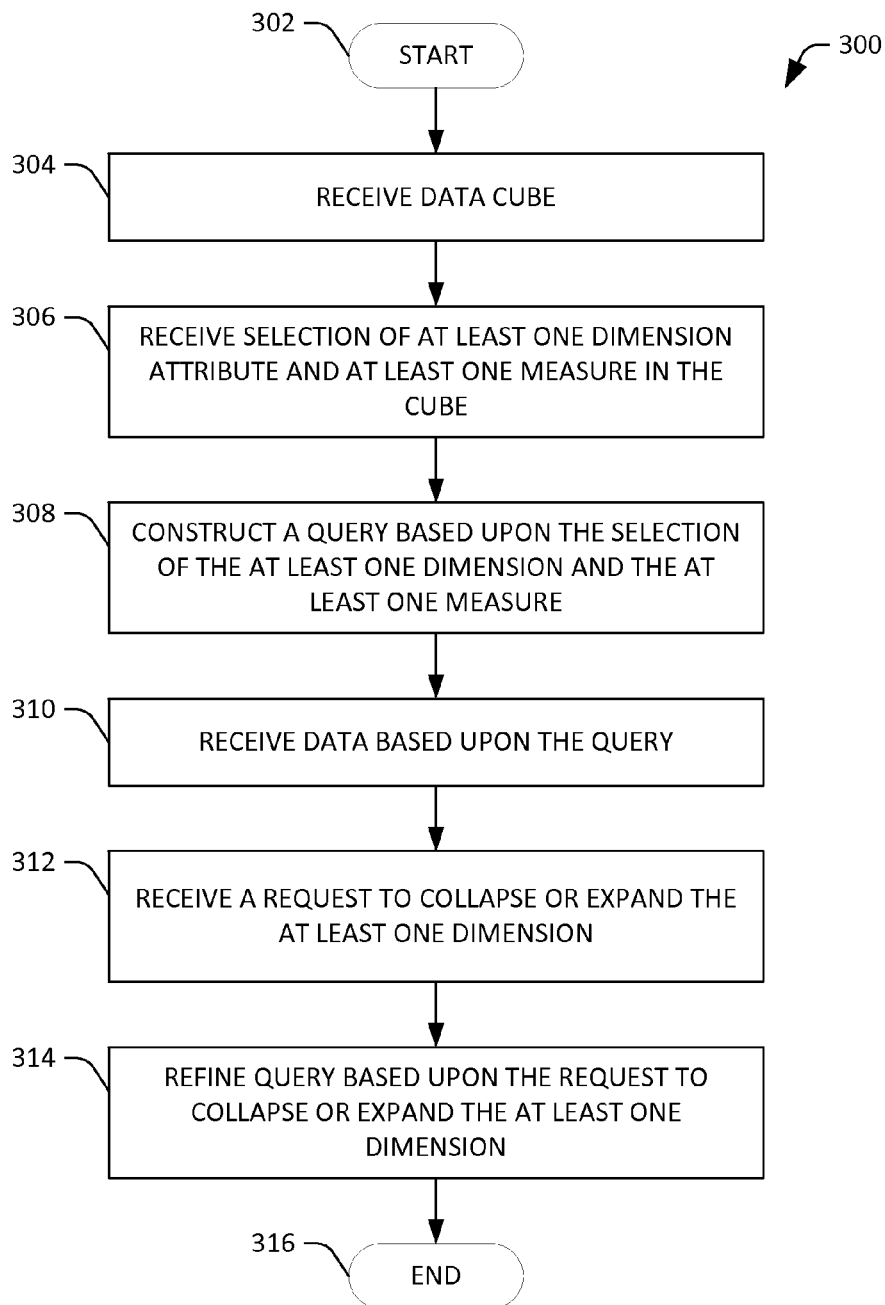 302
START
300
304
RECEIVE DATA CUBE
306
RECEIVE SELECTION OF AT LEAST ONE DIMENSION
ATTRIBUTE AND AT LEAST ONE MEASURE IN THE
CUBE
308
CONSTRUCT A QUERY BASED UPON THE SELECTION
OF THE AT LEAST ONE DIMENSION AND THE AT
LEAST ONE MEASURE
310
RECEIVE DATA BASED UPON THE QUERY
312
RECEIVE A REQUEST TO COLLAPSE OR EXPAND THE
AT LEAST ONE DIMENSION
314
REFINE QUERY BASED UPON THE REQUEST TO
COLLAPSE OR EXPAND THE AT LEAST ONE
DIMENSION
316
END